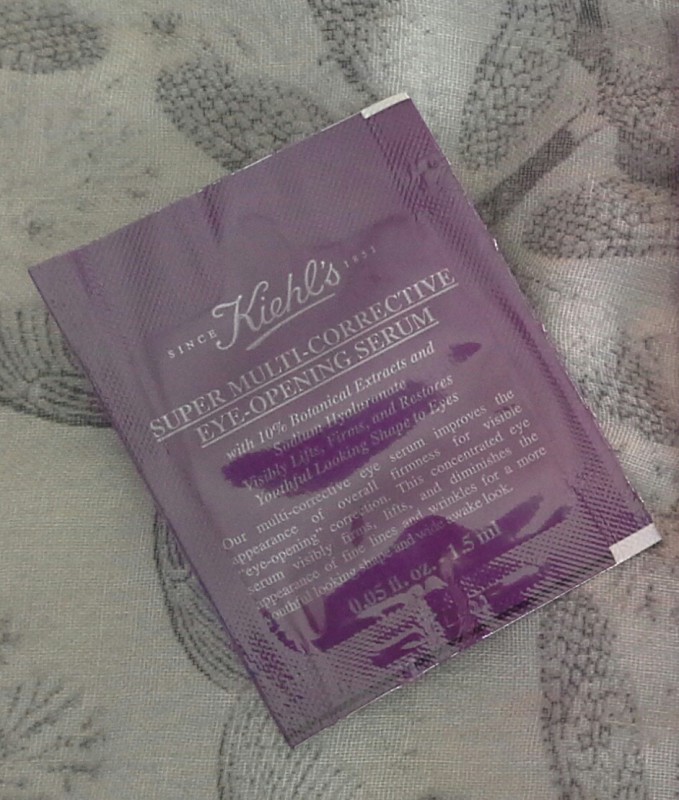 SINCE Kiehl's 1851
SUPER MULTI-CORRECTIVE
EYE-OPENING SERUM
with 10% Botanical Extracts and
Sodium Hyaluronate
Visibly Lifts, Firms, and Restores
Youthful Looking Shape to Eyes
Our multi-corrective eye serum improves the
appearance of overall firmness for visible
"eye-opening" correction. This concentrated eye
serum visibly firms, lifts, and diminishes the
appearance of fine lines and wrinkles for a more
youthful looking shape and wide-awake look.
0.05 fl. oz. - 1.5 ml